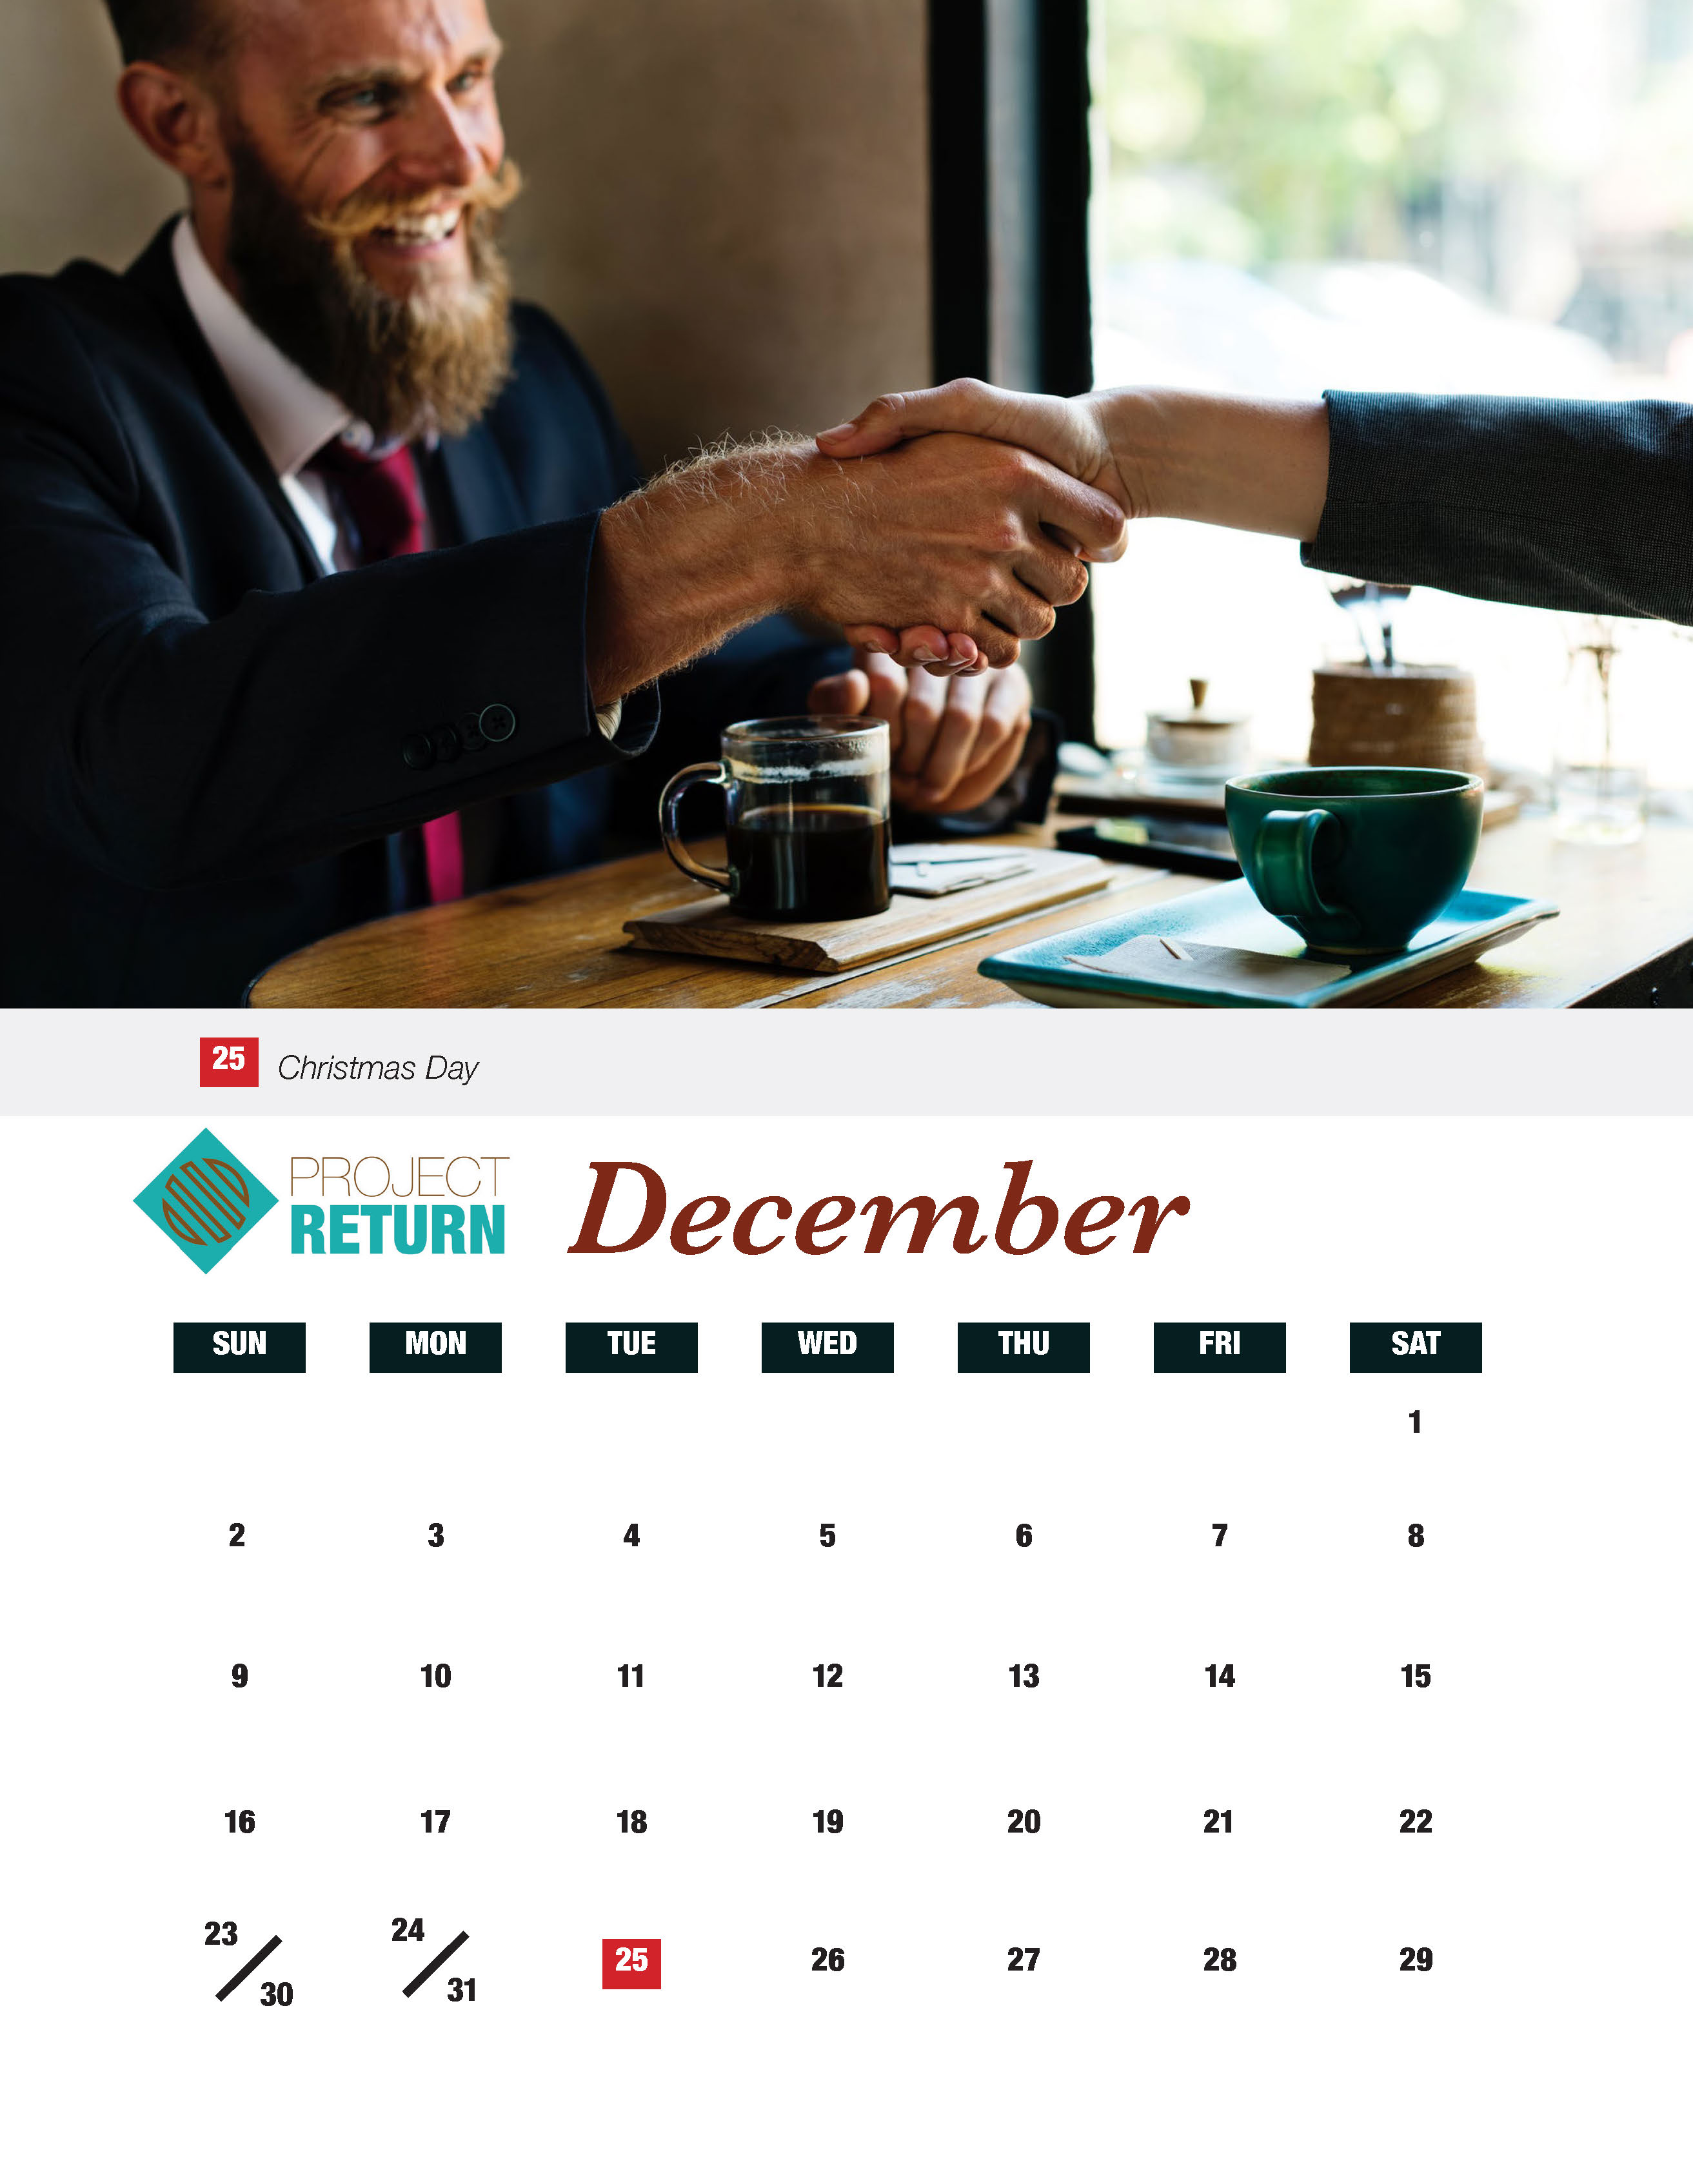 25 Christmas Day
PROJECT
RETURN
December
SUN MON TUE WED THU FRI SAT
1
2 3 4 5 6 7 8
9 10 11 12 13 14 15
16 17 18 19 20 21 22
23/30 24/31 25 26 27 28 29